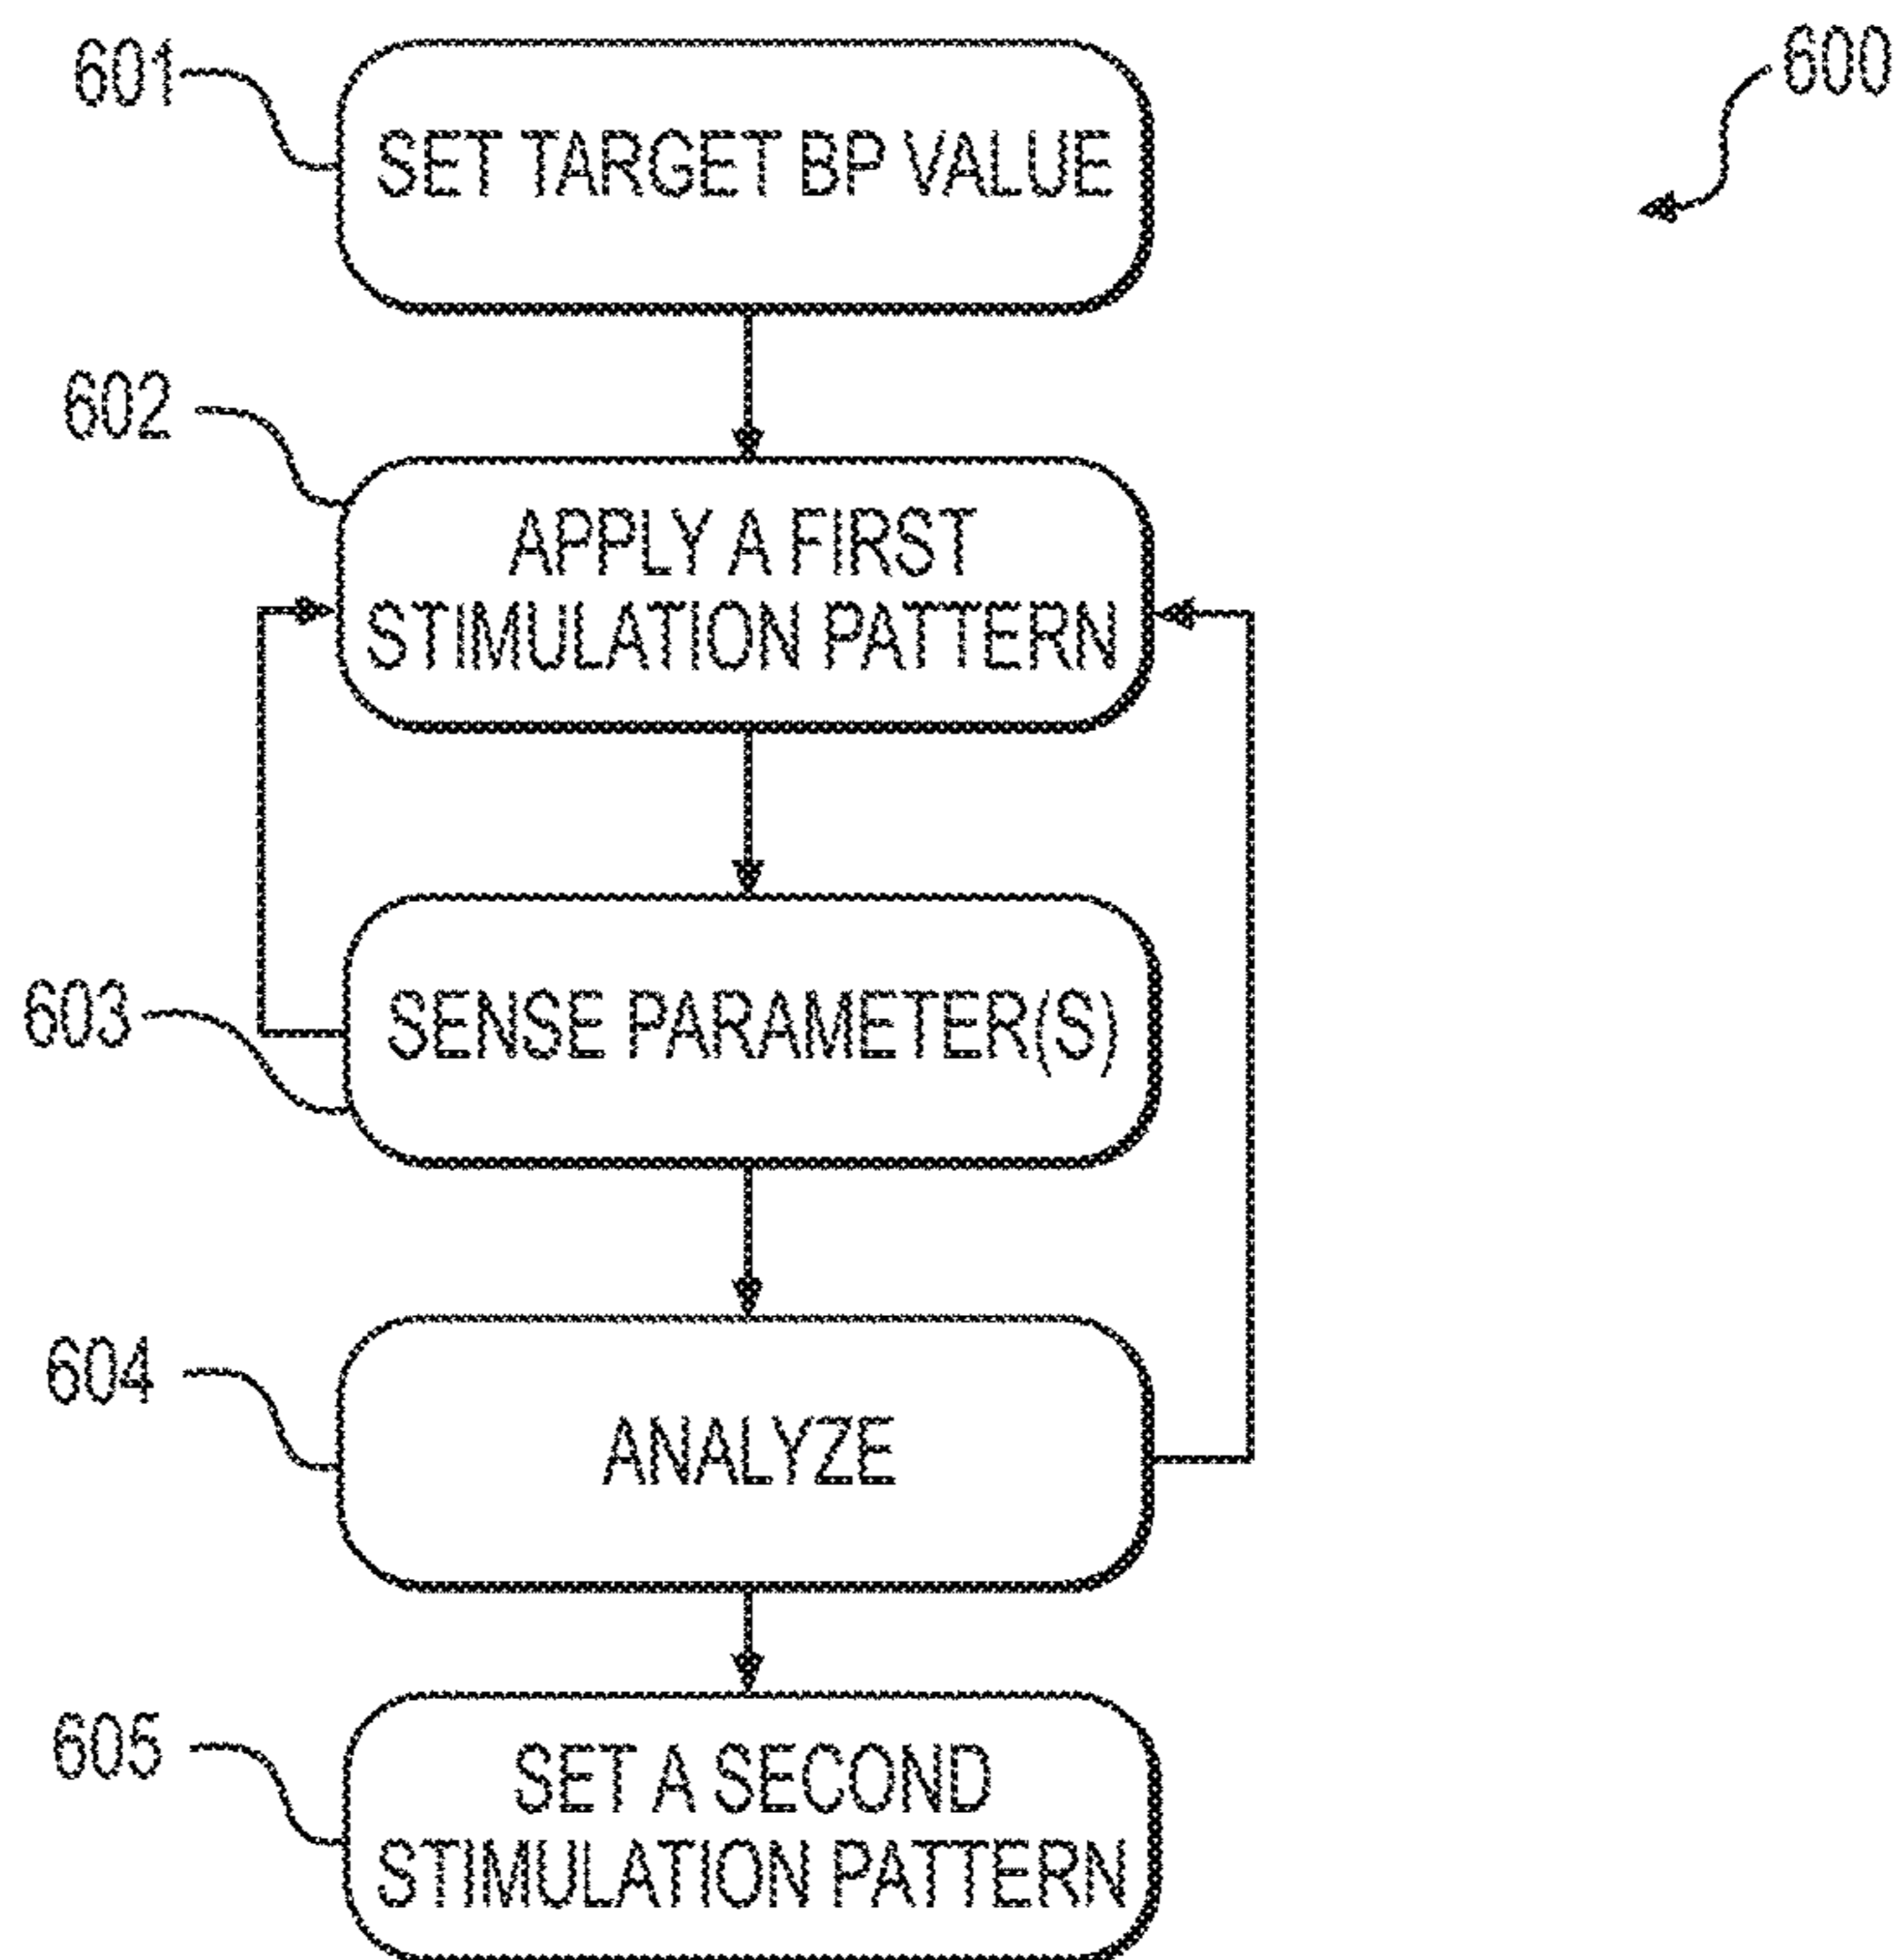 601
600
SET TARGET BP VALUE
602
APPLY A FIRST
STIMULATION PATTERN
603
SENSE PARAMETER(S)
604
ANALYZE
605
SET A SECOND
STIMULATION PATTERN